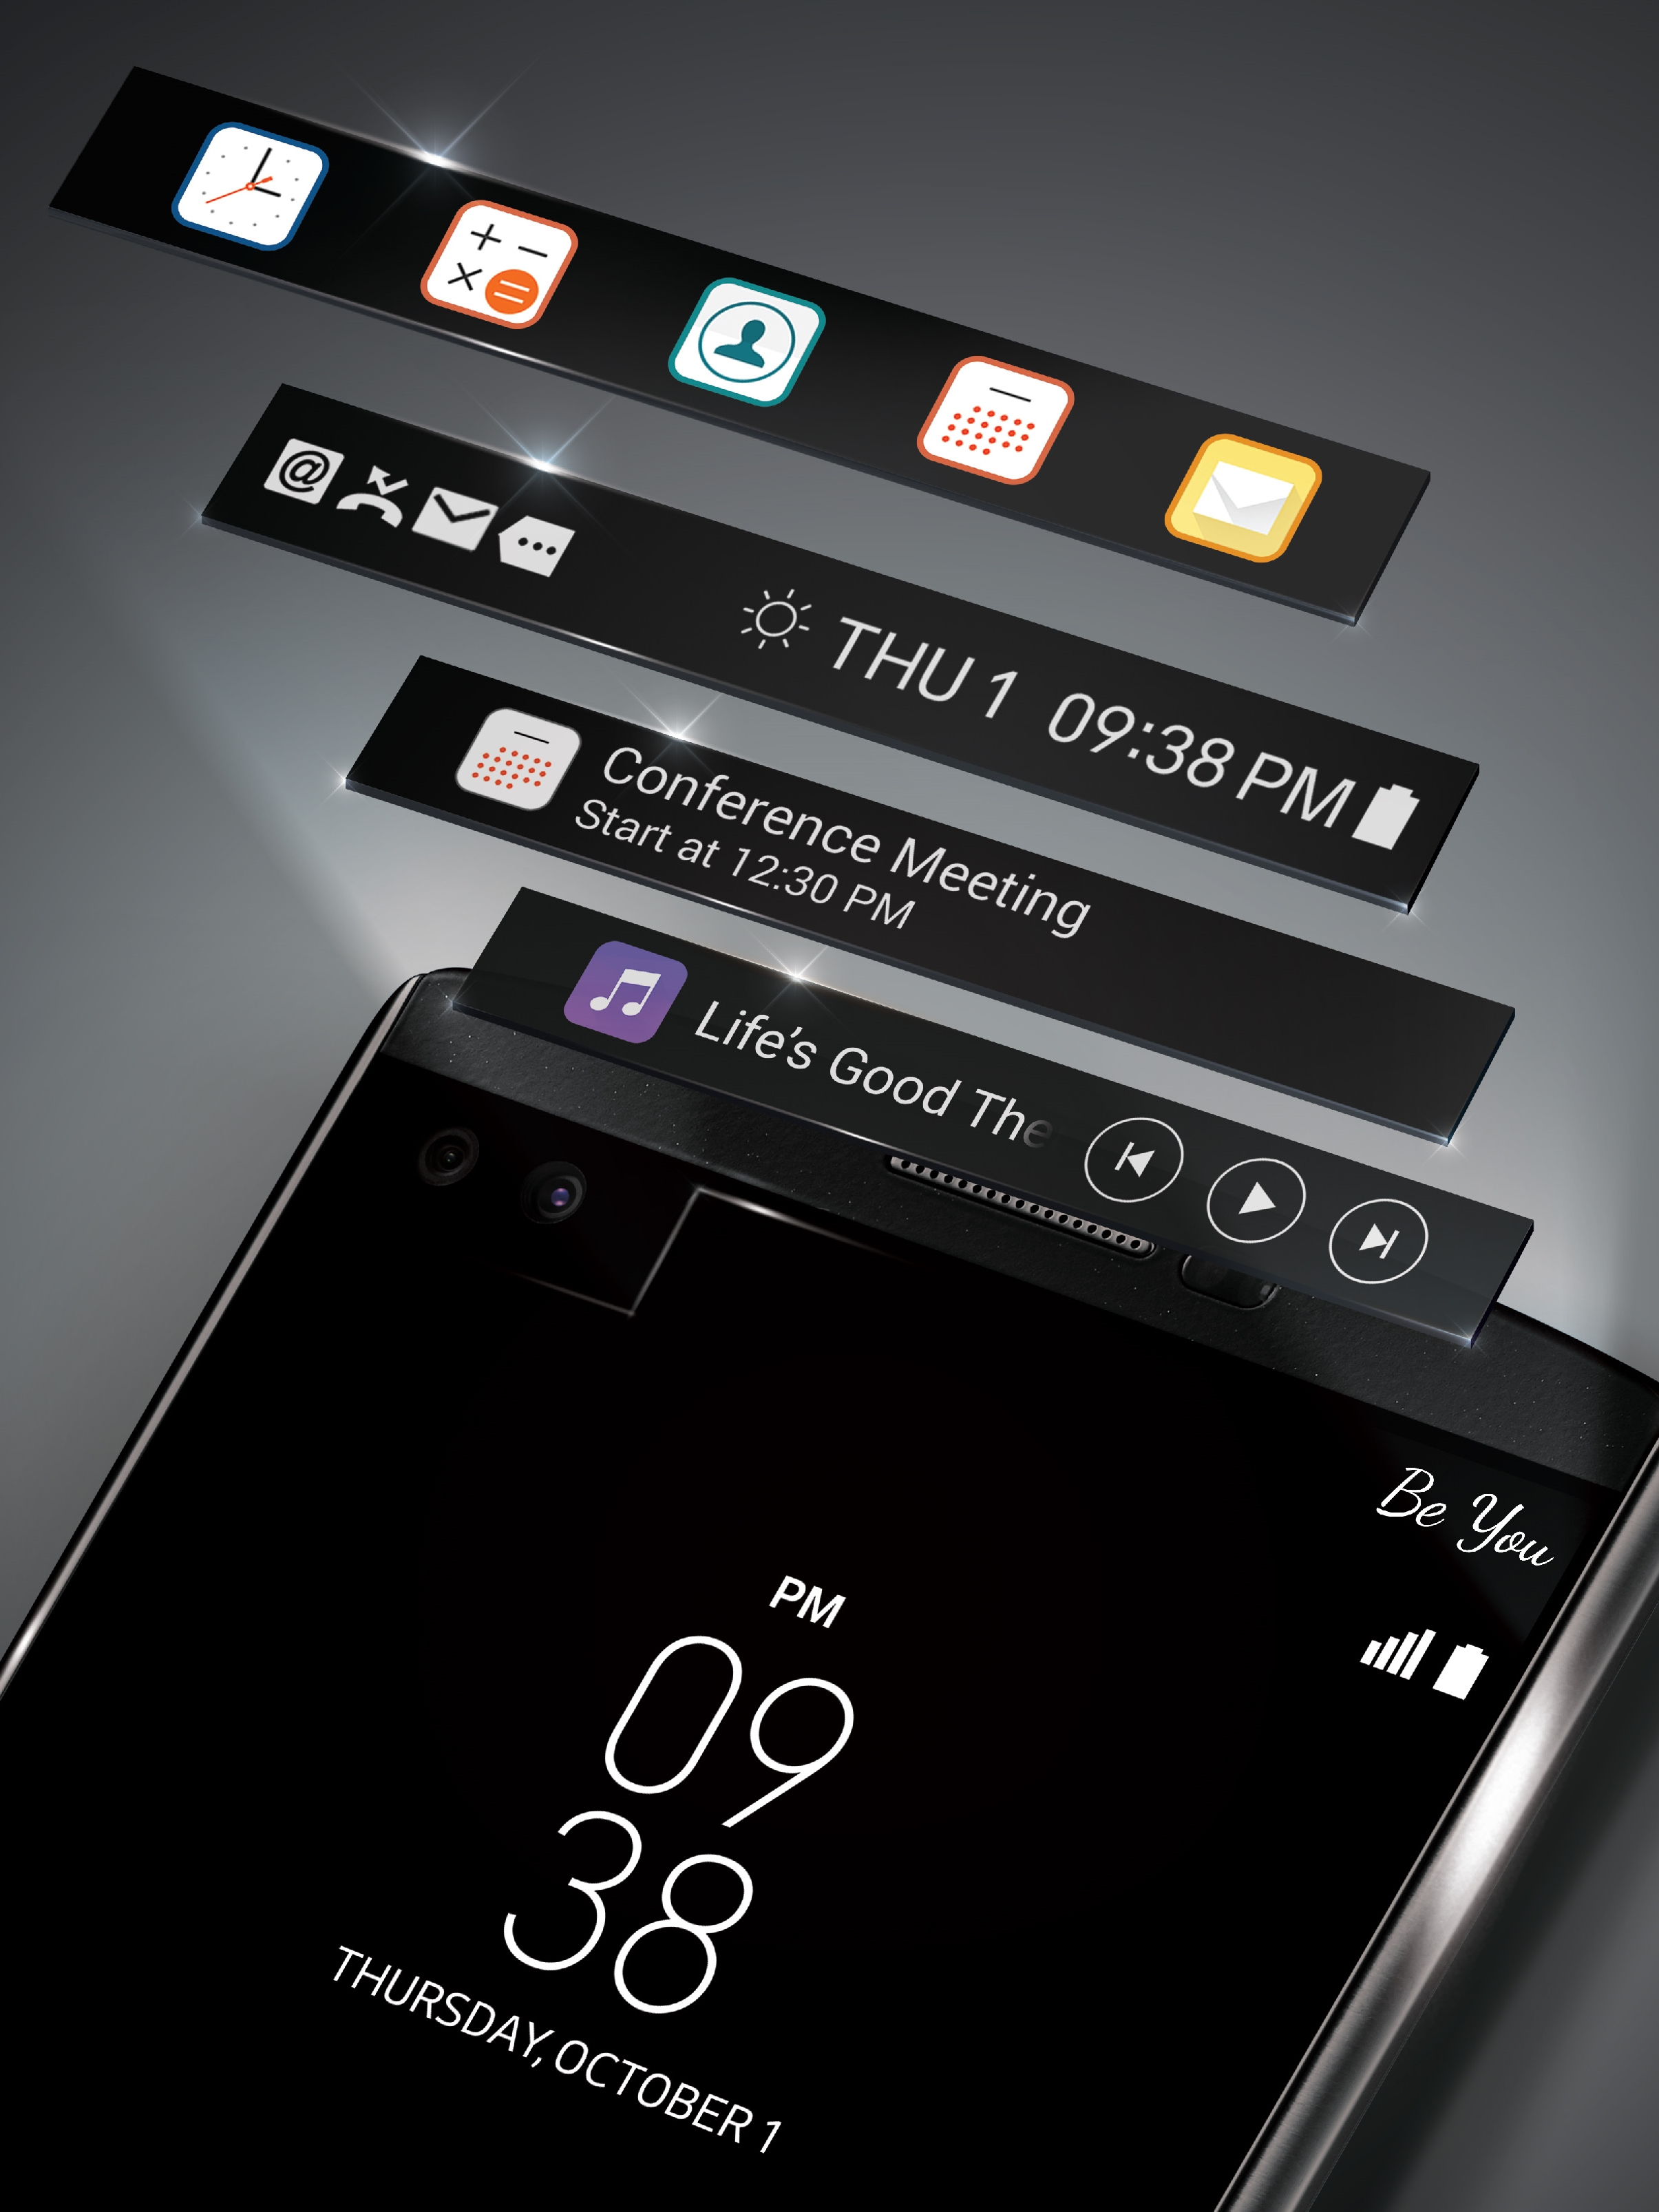 @
THU 1 09:38 PM
Conference Meeting
Start at 12:30 PM
Life's Good The
Be You
PM
09
38
THURSDAY, OCTOBER 1